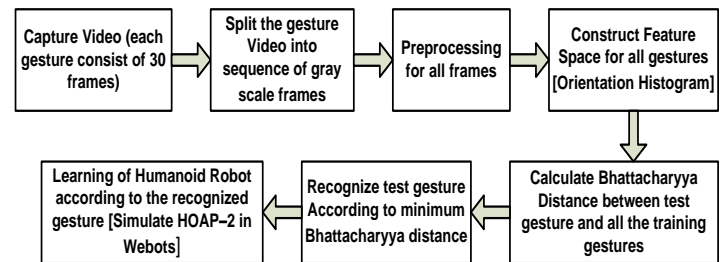 Capture Video (each
gesture consist of 30
frames)
Split the gesture
Video into
sequence of gray
scale frames
Preprocessing
for all frames
Construct Feature
Space for all gestures
[Orientation Histogram]
Calculate Bhattacharyya
Distance between test
gesture and all the training
gestures
Recognize test gesture
According to minimum
Bhattacharyya distance
Learning of Humanoid Robot
according to the recognized
gesture [Simulate HOAP–2 in
Webots]